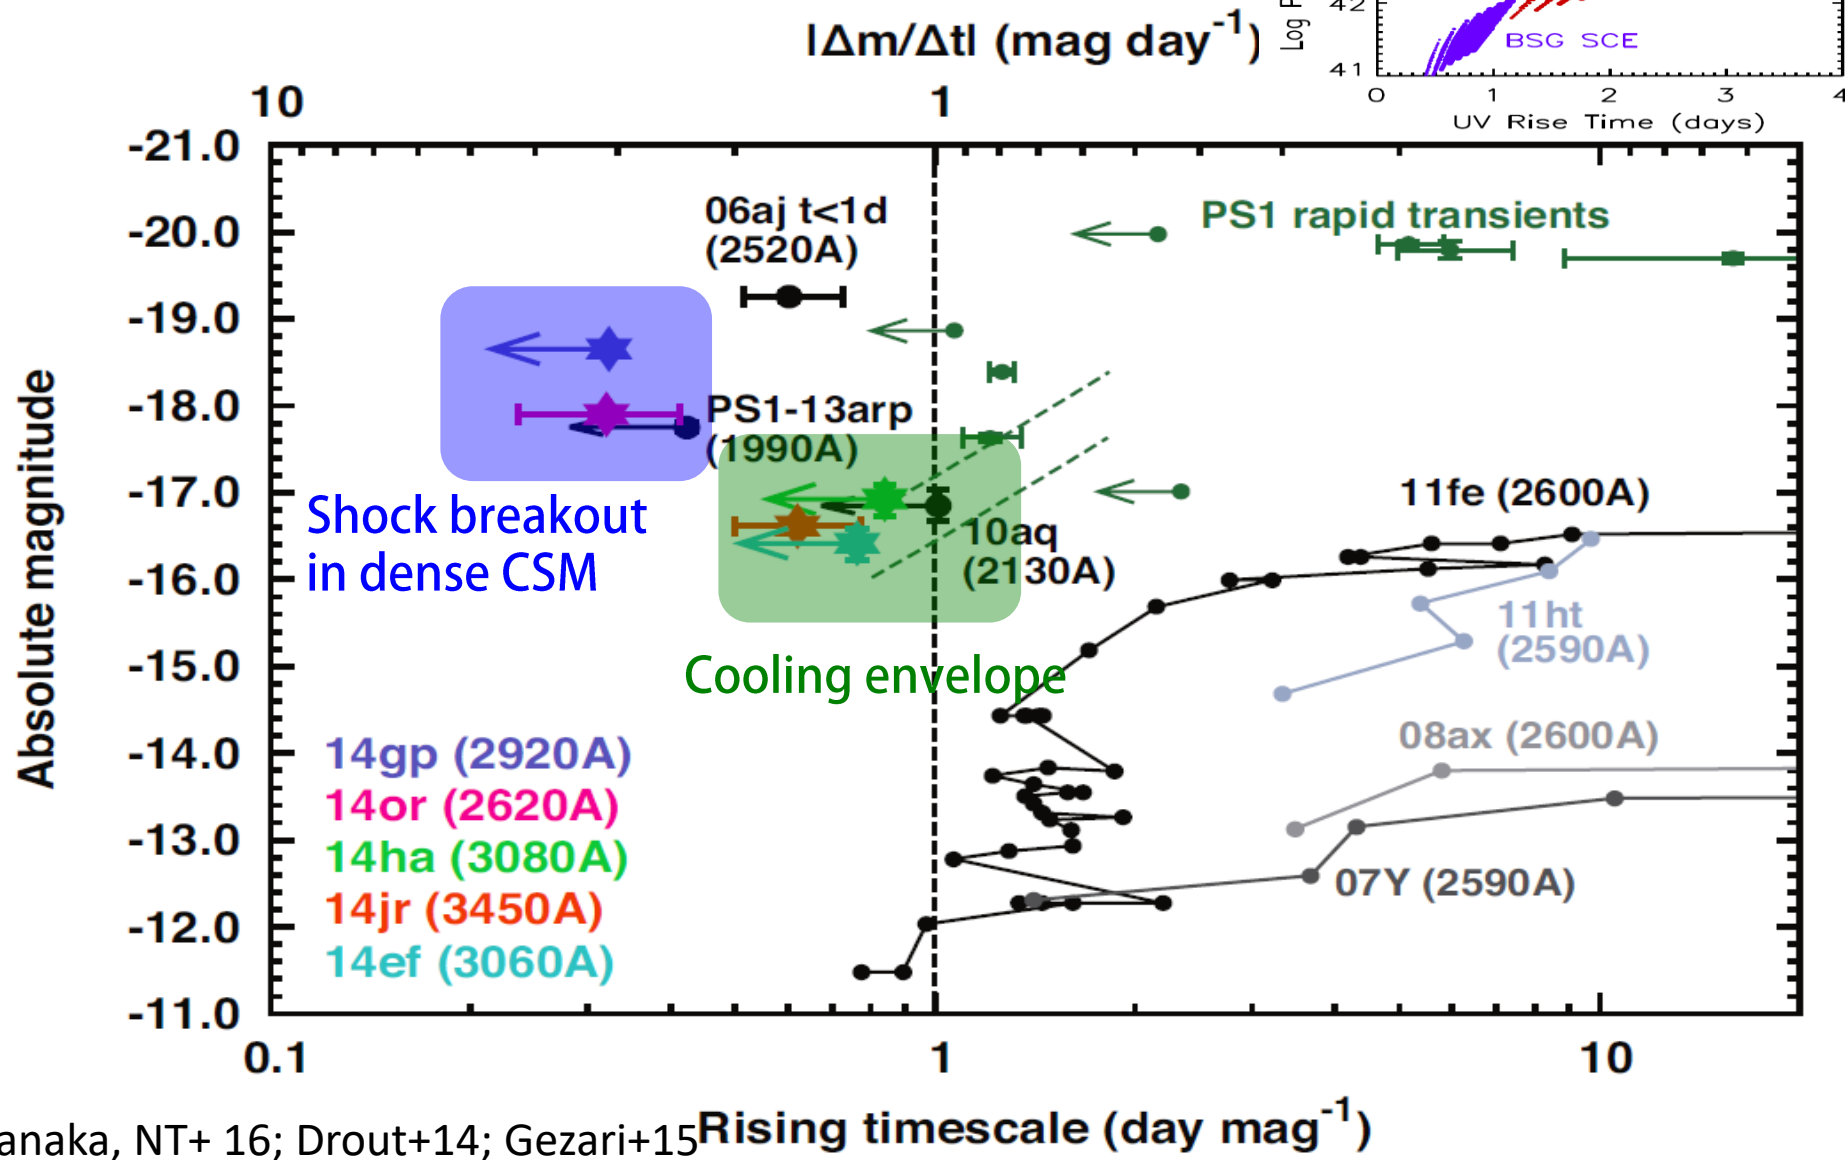 |Δm/Δt| (mag day-1)
10
1
42
41
BSG SCE
0
1
2
3
4
UV Rise Time (days)
-21.0
-20.0
-19.0
-18.0
-17.0
-16.0
-15.0
-14.0
-13.0
-12.0
-11.0
Absolute magnitude
06aj t<1d
(2520A)
PS1 rapid transients
PS1-13arp
(1990A)
Shock breakout
in dense CSM
10aq
(2130A)
11fe (2600A)
11ht
(2590A)
Cooling envelope
08ax (2600A)
07Y (2590A)
14gp (2920A)
14or (2620A)
14ha (3080A)
14jr (3450A)
14ef (3060A)
0.1
1
10
Rising timescale (day mag-1)
anaka, NT+ 16; Drout+14; Gezari+15
Log